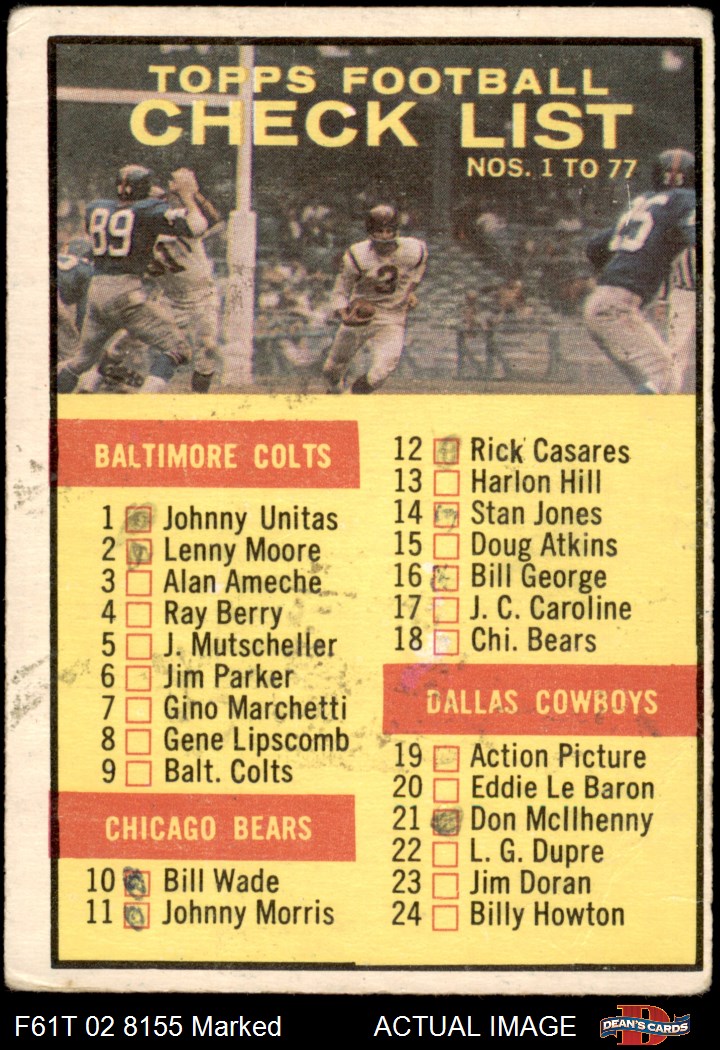 TOPPS FOOTBALL
CHECK LIST
NOS. 1 TO 77
89
3
BALTIMORE COLTS
1 Johnny Unitas
2 Lenny Moore
3 Alan Ameche
4 Ray Berry
5 J. Mutscheller
6 Jim Parker
7 Gino Marchetti
8 Gene Lipscomb
9 Balt. Colts
CHICAGO BEARS
10 Bill Wade
11 Johnny Morris
12 Rick Casares
13 Harlon Hill
14 Stan Jones
15 Doug Atkins
16 Bill George
17 J. C. Caroline
18 Chi. Bears
DALLAS COWBOYS
19 Action Picture
20 Eddie Le Baron
21 Don McIlhenny
22 L. G. Dupre
23 Jim Doran
24 Billy Howton
F61T 02 8155 Marked
ACTUAL IMAGE
D
DEAN'S CARDS